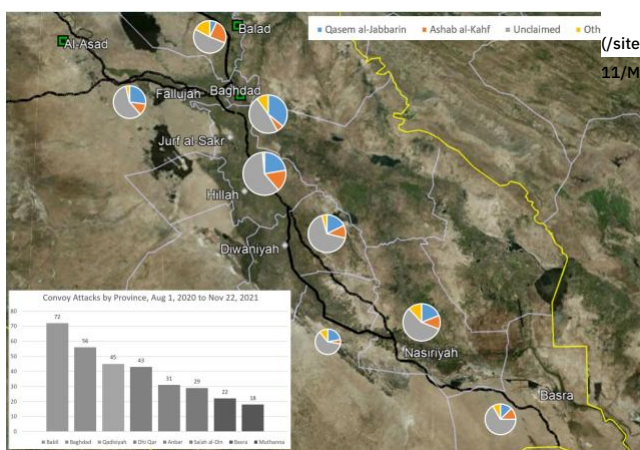 Qasem al-Jabbarin Ashab al-Kahf Unclaimed Oth
(/site
11/M
Balad
Al-Asad
Fallujah Baghdad
Jurf al-Sakr
Hillah
Diwaniyah
Nasiriyah
Basra
Convoy Attacks by Province, Aug 1, 2020 to Nov 22, 2021
80
70
60
50
40
30
20
10
0
72
56
45
43
31
29
22
18
Babil Baghdad Qadisiyah Dhi Qar Anbar Salah al-Din Basra Muthanna